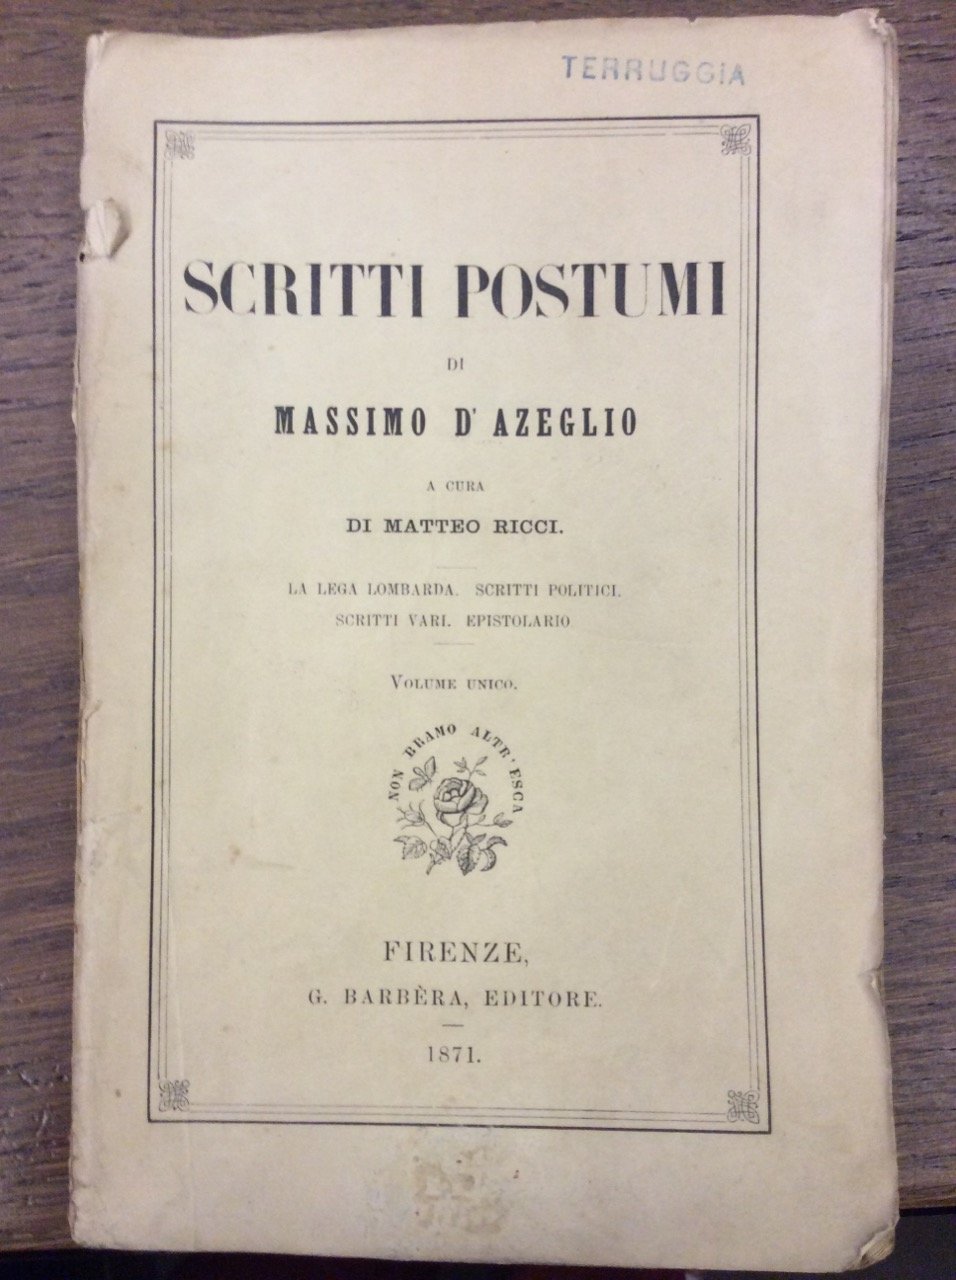 TERRUGGIA
SCRITTI POSTUMI
DI
MASSIMO D'AZEGLIO
A CURA
DI MATTEO RICCI.
LA LEGA LOMBARDA. SCRITTI POLITICI.
SCRITTI VARI. EPISTOLARIO
VOLUME UNICO.
NON BRAMO ALTR'ESCA
FIRENZE,
G. BARBÈRA, EDITORE.
1871.